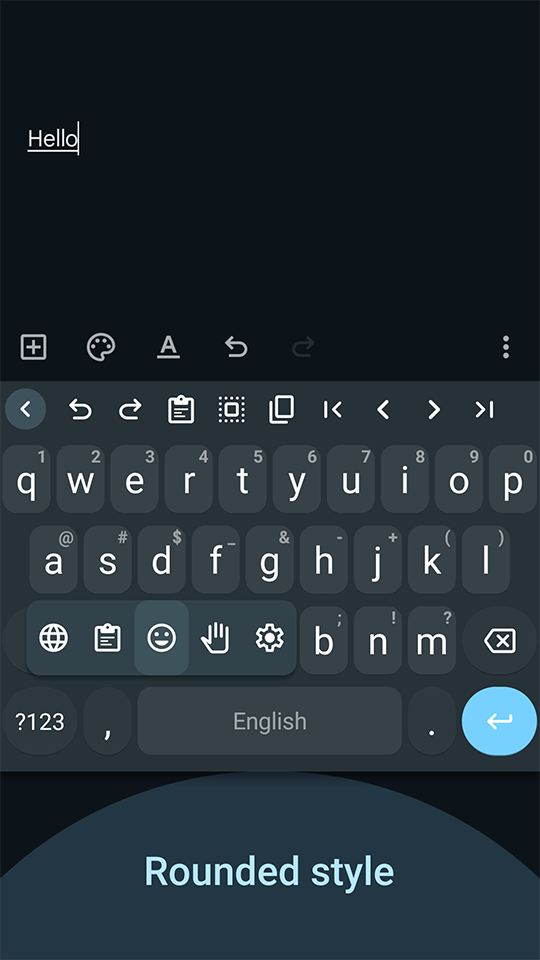 Hello
A
1 2 3 4 5 6 7 8 9 0
q w e r t y u i o p
@ # $ _ & - + ( )
a s d f g h j k l
; ! ?
b n m
?123 , English .
Rounded style